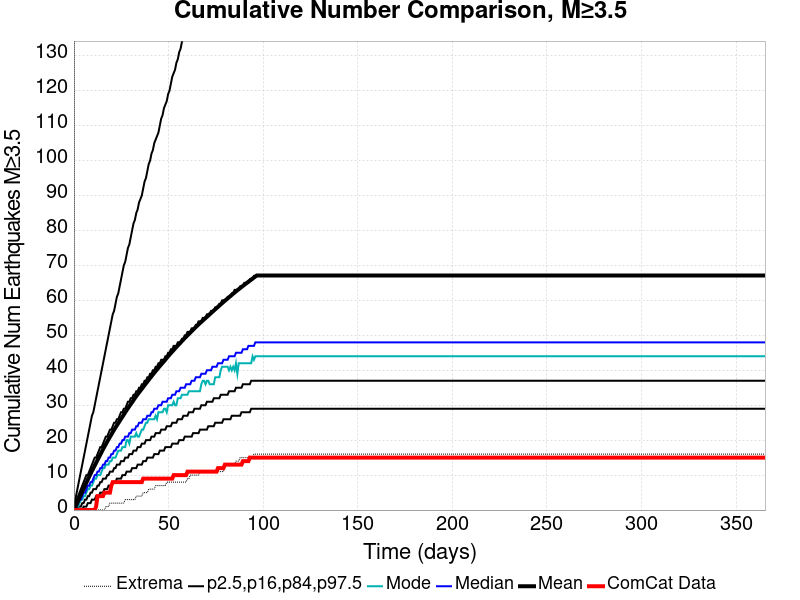 Cumulative Number Comparison, M≥3.5
Cumulative Num Earthquakes M≥3.5
130
120
110
100
90
80
70
60
50
40
30
20
10
0
0 50 100 150 200 250 300 350
Time (days)
Extrema p2.5,p16,p84,p97.5 Mode Median Mean ComCat Data